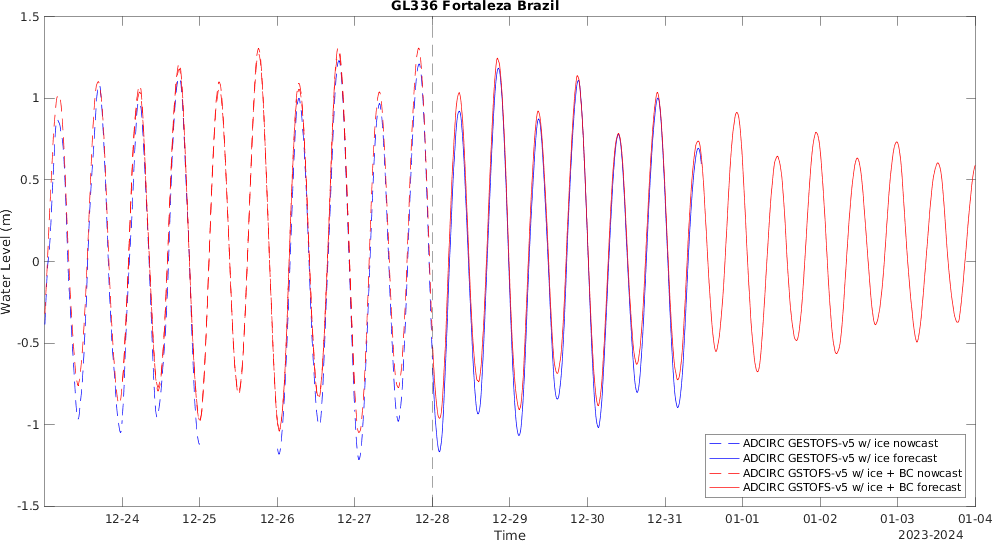 GL336 Fortaleza Brazil
Water Level (m)
1.5
1
0.5
0
-0.5
-1
-1.5
ADCIRC GESTOFS-v5 w/ ice nowcast
ADCIRC GESTOFS-v5 w/ ice forecast
ADCIRC GSTOFS-v5 w/ ice + BC nowcast
ADCIRC GSTOFS-v5 w/ ice + BC forecast
12-24 12-25 12-26 12-27 12-28 12-29 12-30 12-31 01-01 01-02 01-03 01-04
Time
2023-2024